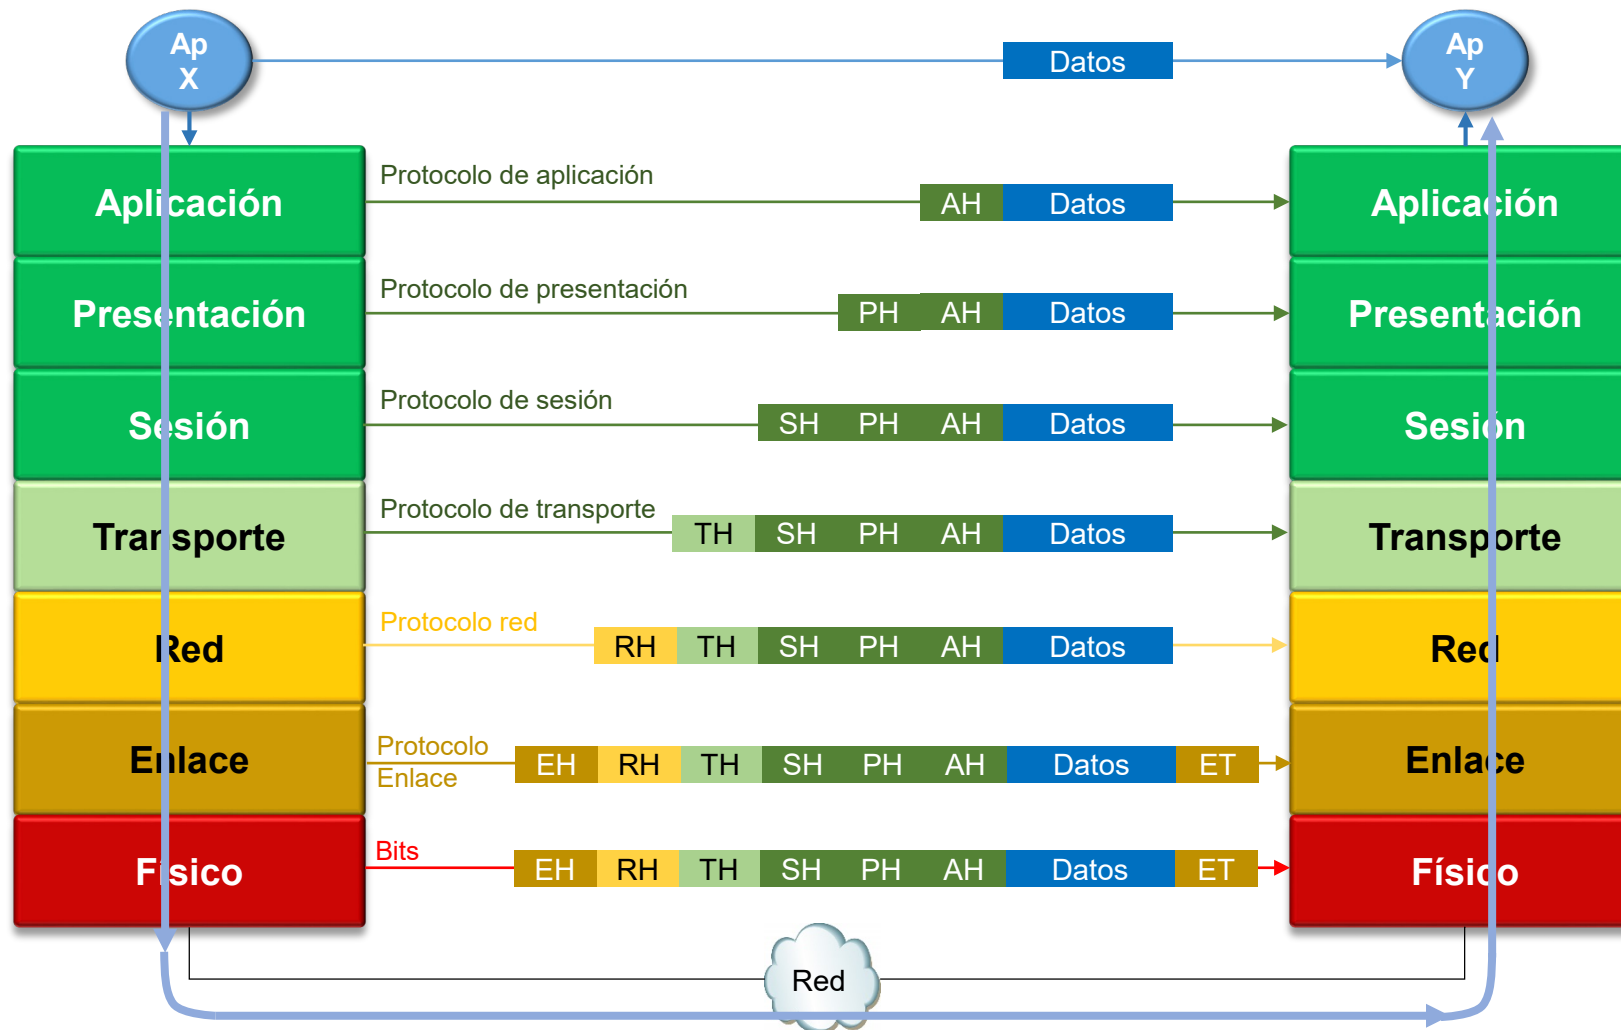 Ap
X
Datos
Ap
Y
Aplicación
Protocolo de aplicación
AH Datos
Aplicación
Presentación
Protocolo de presentación
PH AH Datos
Presentación
Sesión
Protocolo de sesión
SH PH AH Datos
Sesión
Transporte
Protocolo de transporte
TH SH PH AH Datos
Transporte
Red
Protocolo red
RH TH SH PH AH Datos
Red
Enlace
Protocolo
Enlace
EH RH TH SH PH AH Datos ET
Enlace
Físico
Bits
EH RH TH SH PH AH Datos ET
Físico
Red